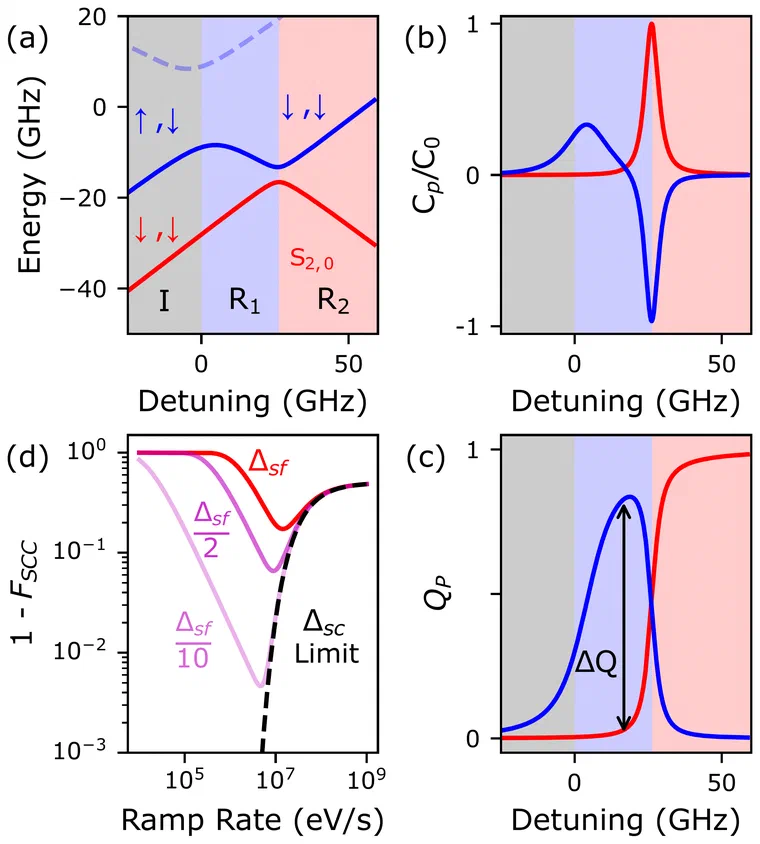 (a)
20
0
−20
−40
Energy (GHz)
↑,↓
↓,↓
↓,↓
S2,0
I
R1
R2
0
50
Detuning (GHz)
(b)
1
0
-1
Cp/C0
0
50
Detuning (GHz)
(d)
10^0
10^−1
10^−2
10^−3
1 - FSCC
Δsf
Δsf
2
Δsf
10
Δsc
Limit
10^5
10^7
10^9
Ramp Rate (eV/s)
(c)
1
0
QP
ΔQ
0
50
Detuning (GHz)